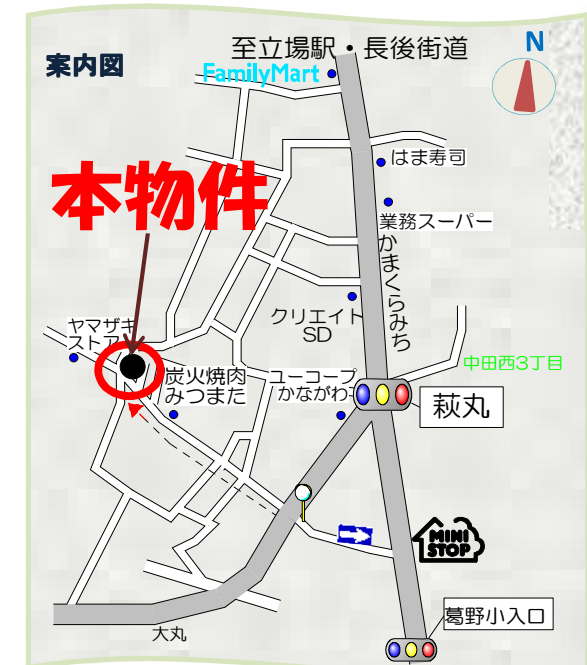 至立場駅・長後街道
N
案内図
FamilyMart
はま寿司
本物件
業務スーパー
かまくらみち
クリエイト
SD
ヤマザキ
ストア
中田西3丁目
炭火焼肉
みつまた
ユーコープ
かながわ
萩丸
MINI
STOP
葛野小入口
大丸